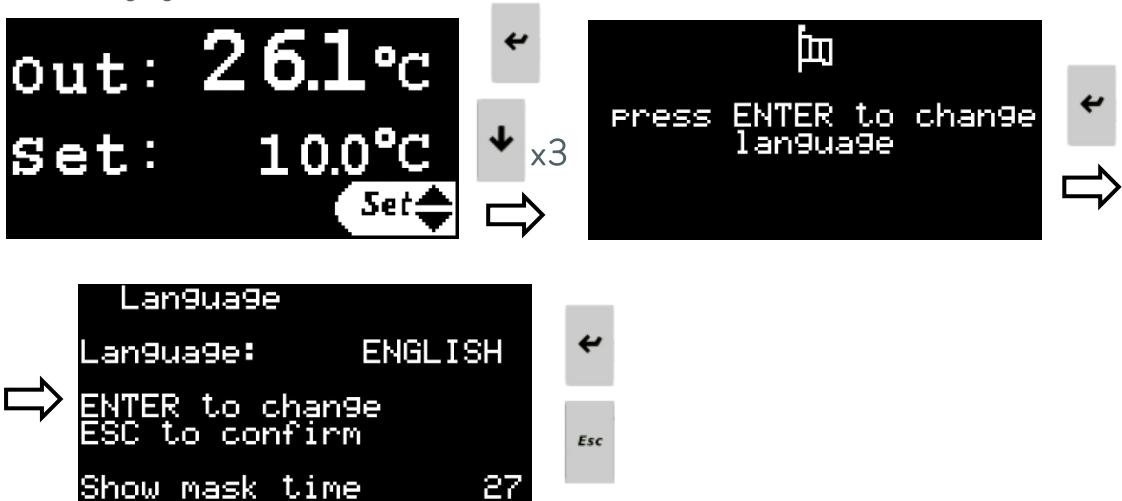 Out: 26.1°C
Set: 10.0°C
Set
x3
Press ENTER to change
language
Language
Language: ENGLISH
ENTER to change
ESC to confirm
Esc
Show mask time 27